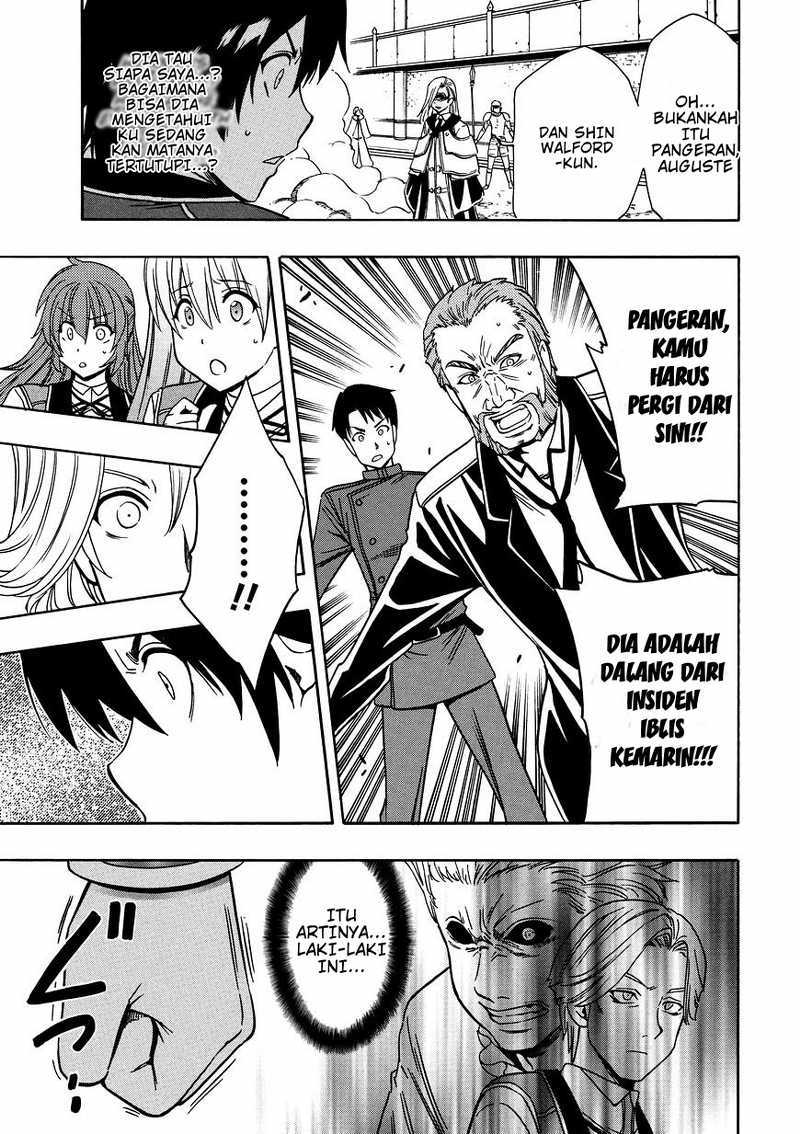 OH...
BUKANKAH
ITU
PANGERAN,
AUGUSTE
DAN SHIN
WALFORD
-KUN.
DIA TAU
SIAPA SAYA...?
BAGAIMANA
BISA DIA
MENGETAHUI
KU SEDANG
KAN MATANYA
TERTUTUPI...?
PANGERAN,
KAMU
HARUS
PERGI DARI
SINI!!
DIA ADALAH
DALANG DARI
INSIDEN
IBLIS
KEMARIN!!!
.........!!
ITU
ARTINYA...
LAKI-LAKI
INI...
ぐっ